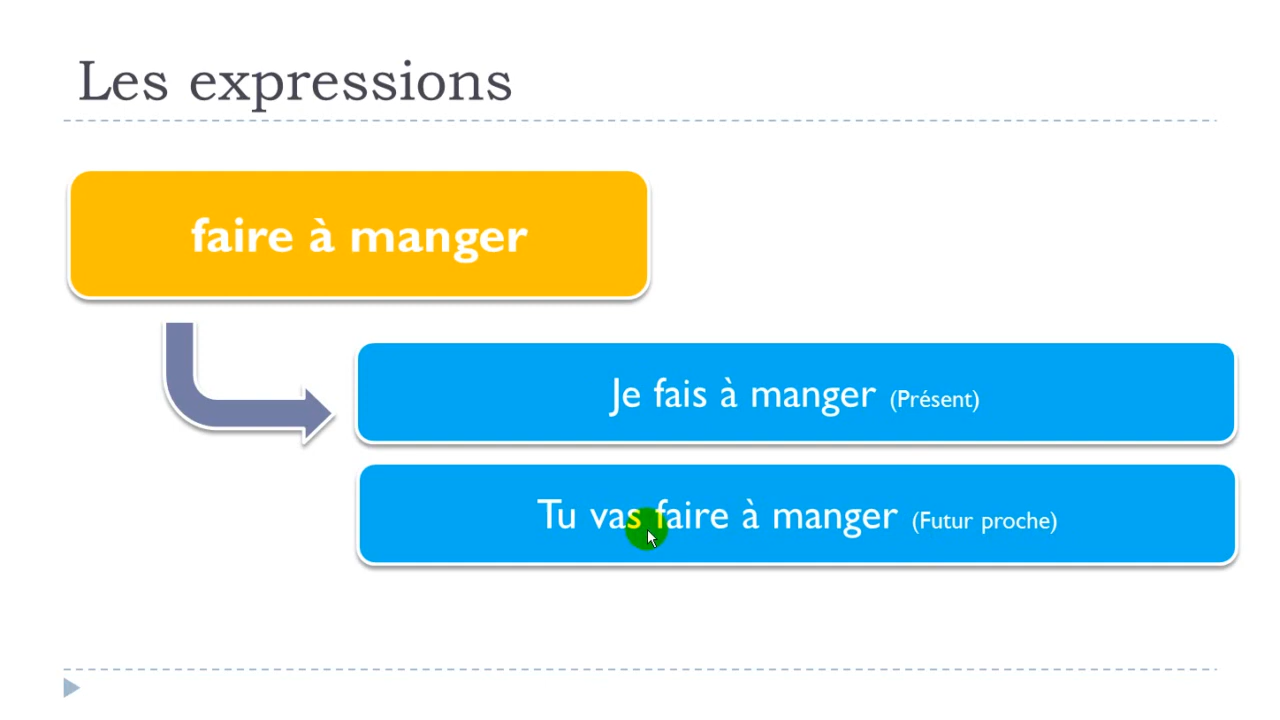 Les expressions
faire à manger
Je fais à manger (Présent)
Tu vas faire à manger (Futur proche)